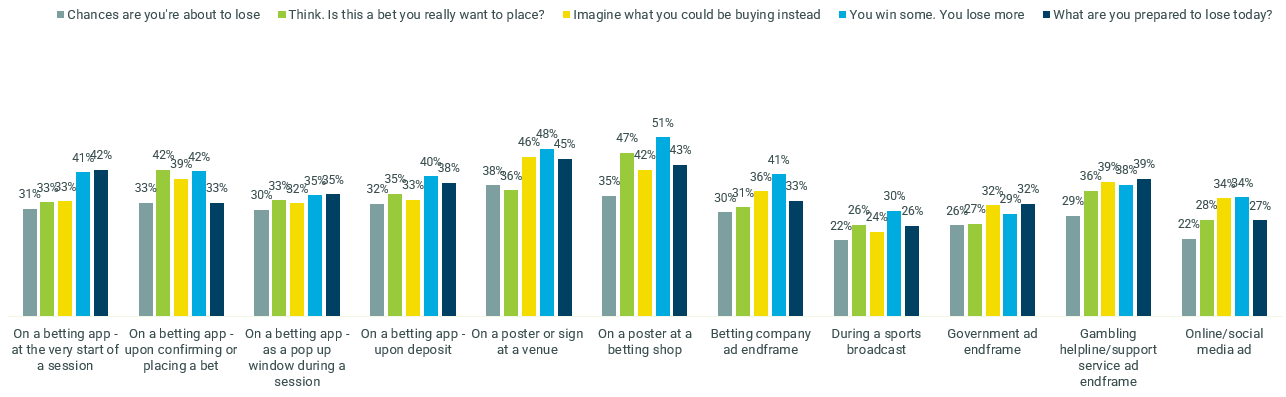 Chances are you're about to lose
Think. Is this a bet you really want to place?
Imagine what you could be buying instead
You win some. You lose more
What are you prepared to lose today?
31% 33% 33% 41% 42%
33% 42% 39% 42% 33%
30% 33% 32% 35% 35%
32% 35% 33% 40% 38%
38% 36% 46% 48% 45%
35% 47% 42% 51% 43%
30% 31% 36% 41% 33%
22% 26% 24% 30% 26%
26% 27% 32% 29% 32%
29% 36% 39% 38% 39%
22% 28% 34% 34% 27%
On a betting app -
at the very start of
a session
On a betting app -
upon confirming or
placing a bet
On a betting app -
as a pop up
window during a
session
On a betting app -
upon deposit
On a poster or sign
at a venue
On a poster at a
betting shop
Betting company
ad endframe
During a sports
broadcast
Government ad
endframe
Gambling
helpline/support
service ad
endframe
Online/social
media ad